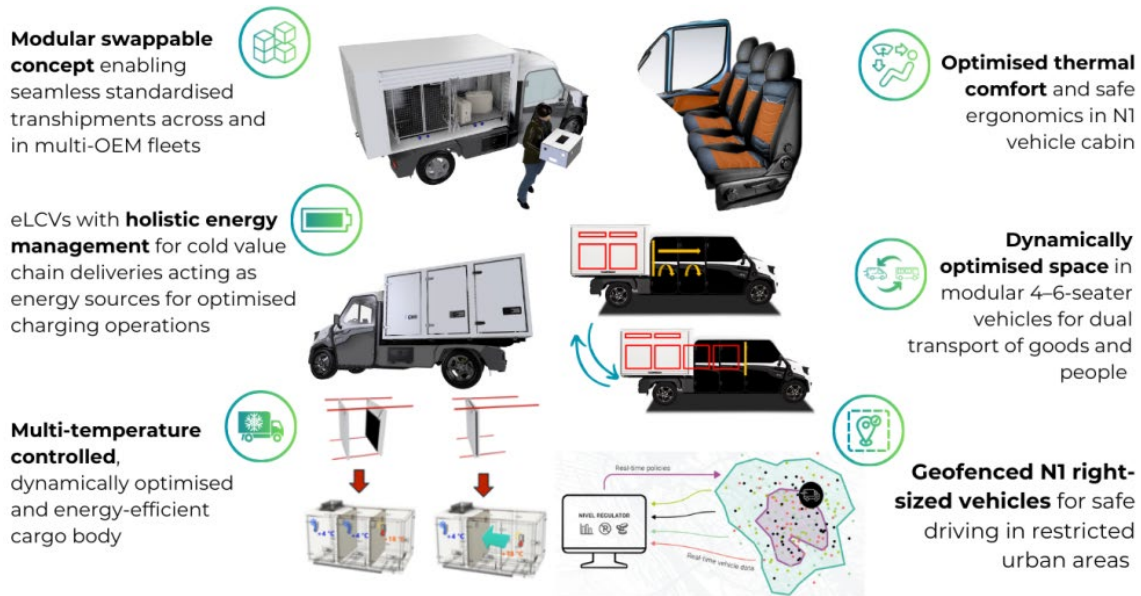 Modular swappable
concept enabling
seamless standardised
transhipments across and
in multi-OEM fleets
Optimised thermal
comfort and safe
ergonomics in N1
vehicle cabin
eLCVs with holistic energy
management for cold value
chain deliveries acting as
energy sources for optimised
charging operations
Dynamically
optimised space in
modular 4–6-seater
vehicles for dual
transport of goods and
people
Multi-temperature
controlled,
dynamically optimised
and energy-efficient
cargo body
+4 °C
+4 °C
+4 °C
Real-time policies
NIVEL REGULATOR
Real-time vehicle data
Geofenced N1 right-
sized vehicles for safe
driving in restricted
urban areas